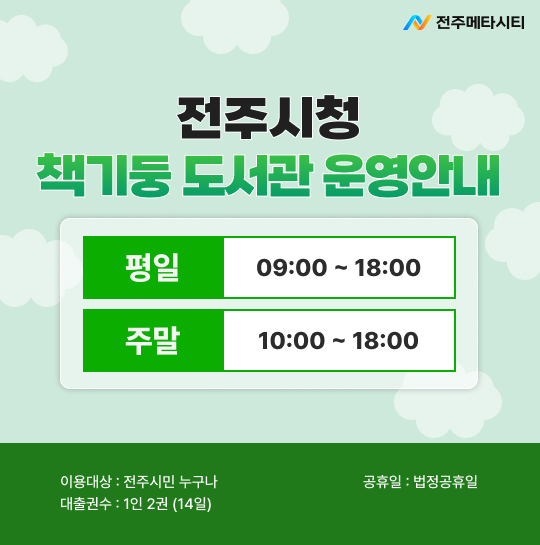 전주메타시티
전주시청
책기둥 도서관 운영안내
평일
09:00 ~ 18:00
주말
10:00 ~ 18:00
이용대상 : 전주시민 누구나
대출권수 : 1인 2권 (14일)
공휴일 : 법정공휴일